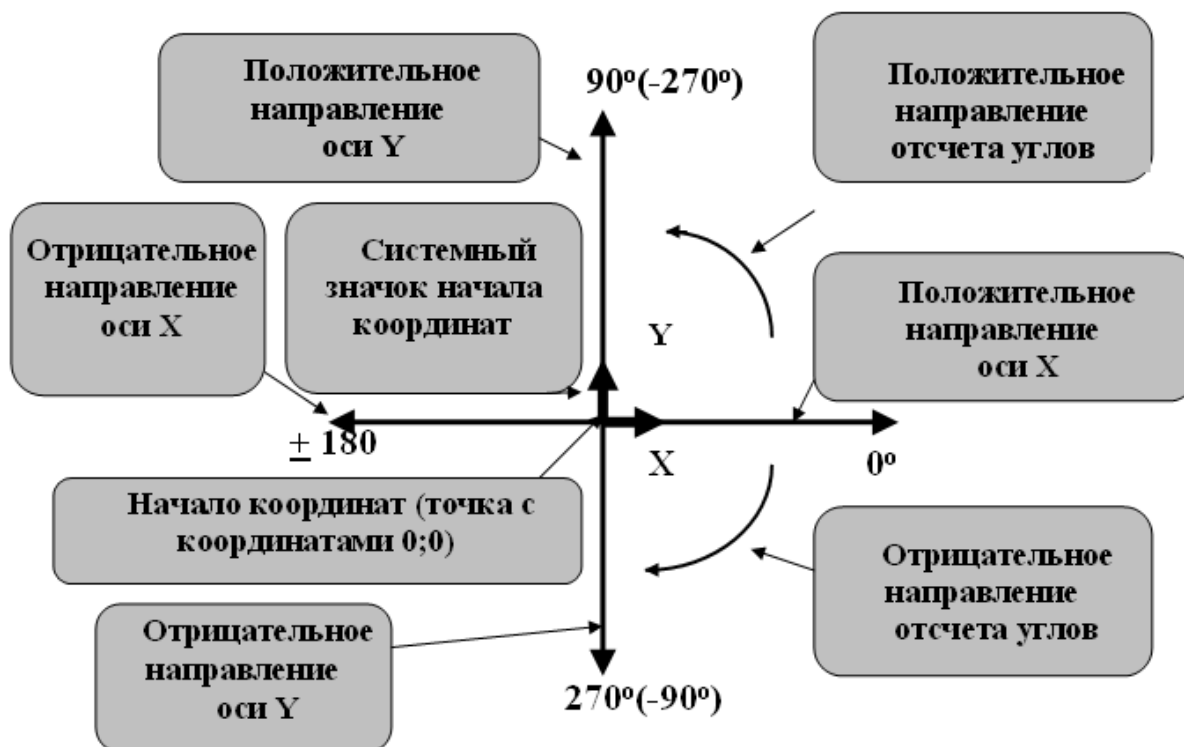 Положительное
направление
оси Y
90º(-270º)
Положительное
направление
отсчета углов
Отрицательное
направление
оси X
Системный
значок начала
координат
Y
Положительное
направление
оси X
± 180
X
0º
Начало координат (точка с
координатами 0;0)
Отрицательное
направление
отсчета углов
Отрицательное
направление
оси Y
270º(-90º)